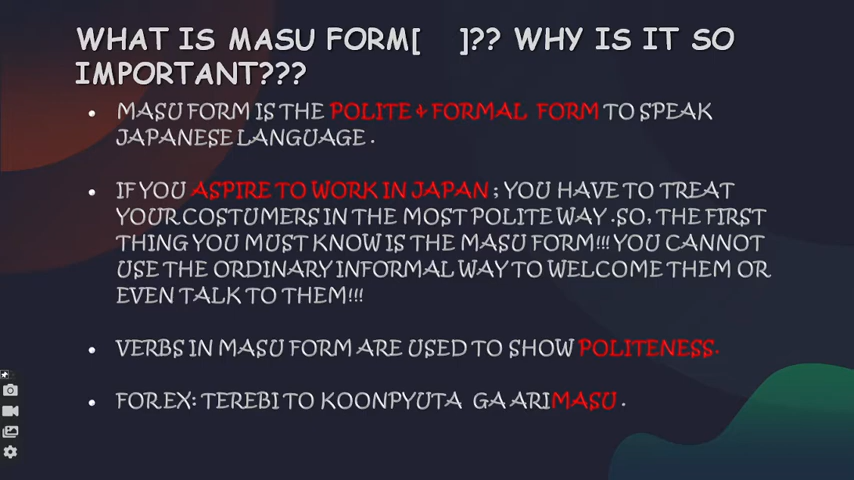 WHAT IS MASU FORM[ ]?? WHY IS IT SO
IMPORTANT???
• MASU FORM IS THE POLITE & FORMAL FORM TO SPEAK
JAPANESE LANGUAGE .
• IF YOU ASPIRE TO WORK IN JAPAN ; YOU HAVE TO TREAT
YOUR COSTUMERS IN THE MOST POLITE WAY .SO, THE FIRST
THING YOU MUST KNOW IS THE MASU FORM!!! YOU CANNOT
USE THE ORDINARY INFORMAL WAY TO WELCOME THEM OR
EVEN TALK TO THEM!!!
• VERBS IN MASU FORM ARE USED TO SHOW POLITENESS.
• FOR EX: TEREBI TO KOONPYUTA GA ARIMASU .